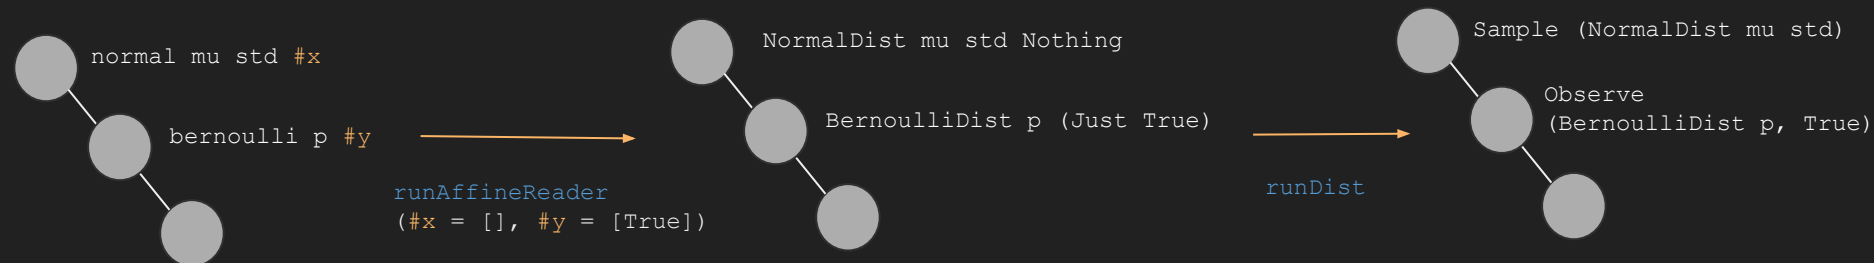 normal mu std #x
bernoulli p #y
runAffineReader
(#x = [], #y = [True])
NormalDist mu std Nothing
BernoulliDist p (Just True)
runDist
Sample (NormalDist mu std)
Observe
(BernoulliDist p, True)